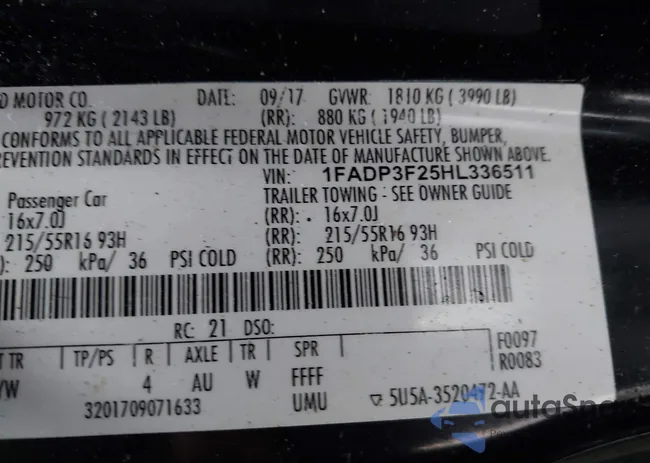 D MOTOR CO. DATE: 09/17 GVWR: 1810 KG ( 3990 LB)
972 KG ( 2143 LB) (RR): 880 KG ( 1940 LB)
CONFORMS TO ALL APPLICABLE FEDERAL MOTOR VEHICLE SAFETY, BUMPER,
REVENTION STANDARDS IN EFFECT ON THE DATE OF MANUFACTURE SHOWN ABOVE.
VIN: 1FADP3F25HL336511
Passenger Car TRAILER TOWING - SEE OWNER GUIDE
16x7.0J (RR): 16x7.0J
215/55R16 93H (RR): 215/55R16 93H
): 250 kPa/ 36 PSI COLD (RR): 250 kPa/ 36 PSI COLD
RC: 21 DSO:
T TR TP/PS R AXLE TR SPR F0097
R0083
/W 4 AU W FFFF
3201709071633 UMU 5U5A-3520472-AA